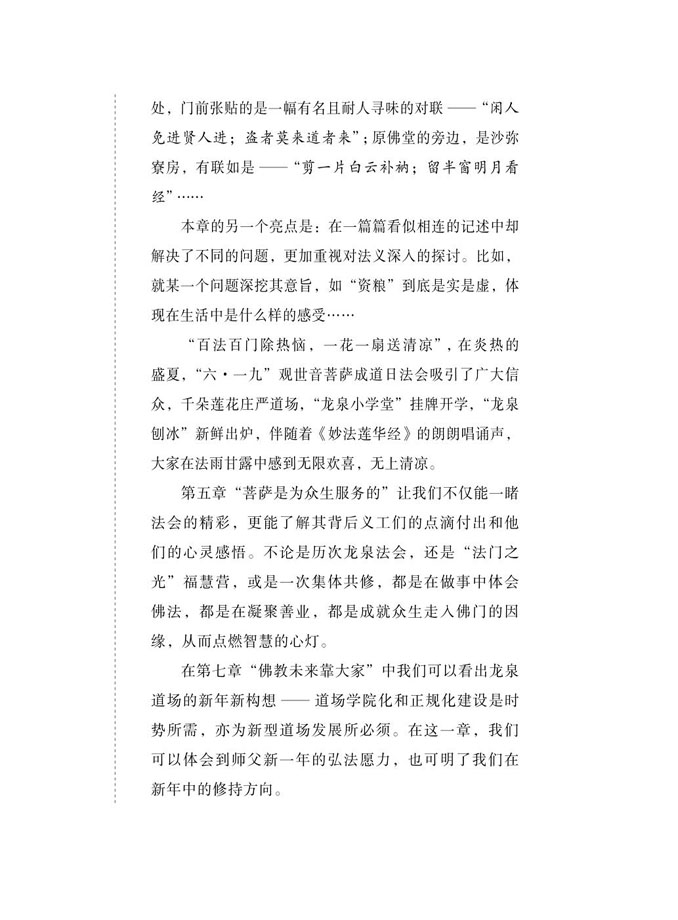 处，门前张贴的是一幅有名且耐人寻味的对联 ——“闲人
免进贤人进；盗者莫来道者来”；原佛堂的旁边，是沙弥
寮房，有联如是 ——“剪一片白云补衲；留半窗明月看
经”……
本章的另一个亮点是：在一篇篇看似相连的记述中却
解决了不同的问题，更加重视对法义深入的探讨。比如，
就某一个问题深挖其意旨，如“资粮”到底是实是虚，体
现在生活中是什么样的感受……
“百法百门除热恼，一花一扇送清凉”，在炎热的
盛夏，“六·一九”观世音菩萨成道日法会吸引了广大信
众，千朵莲花庄严道场，“龙泉小学堂”挂牌开学，“龙泉
刨冰”新鲜出炉，伴随着《妙法莲华经》的朗朗唱诵声，
大家在法雨甘露中感到无限欢喜，无上清凉。
第五章“菩萨是为众生服务的”让我们不仅能一睹
法会的精彩，更能了解其背后义工们的点滴付出和他
们的心灵感悟。不论是历次龙泉法会，还是“法门之
光”福慧营，或是一次集体共修，都是在做事中体会
佛法，都是在凝聚善业，都是成就众生走入佛门的因
缘，从而点燃智慧的心灯。
在第七章“佛教未来靠大家”中我们可以看出龙泉
道场的新年新构想 —— 道场学院化和正规化建设是时
势所需，亦为新型道场发展所必须。在这一章，我们
可以体会到师父新一年的弘法愿力，也可明了我们在
新年中的修持方向。